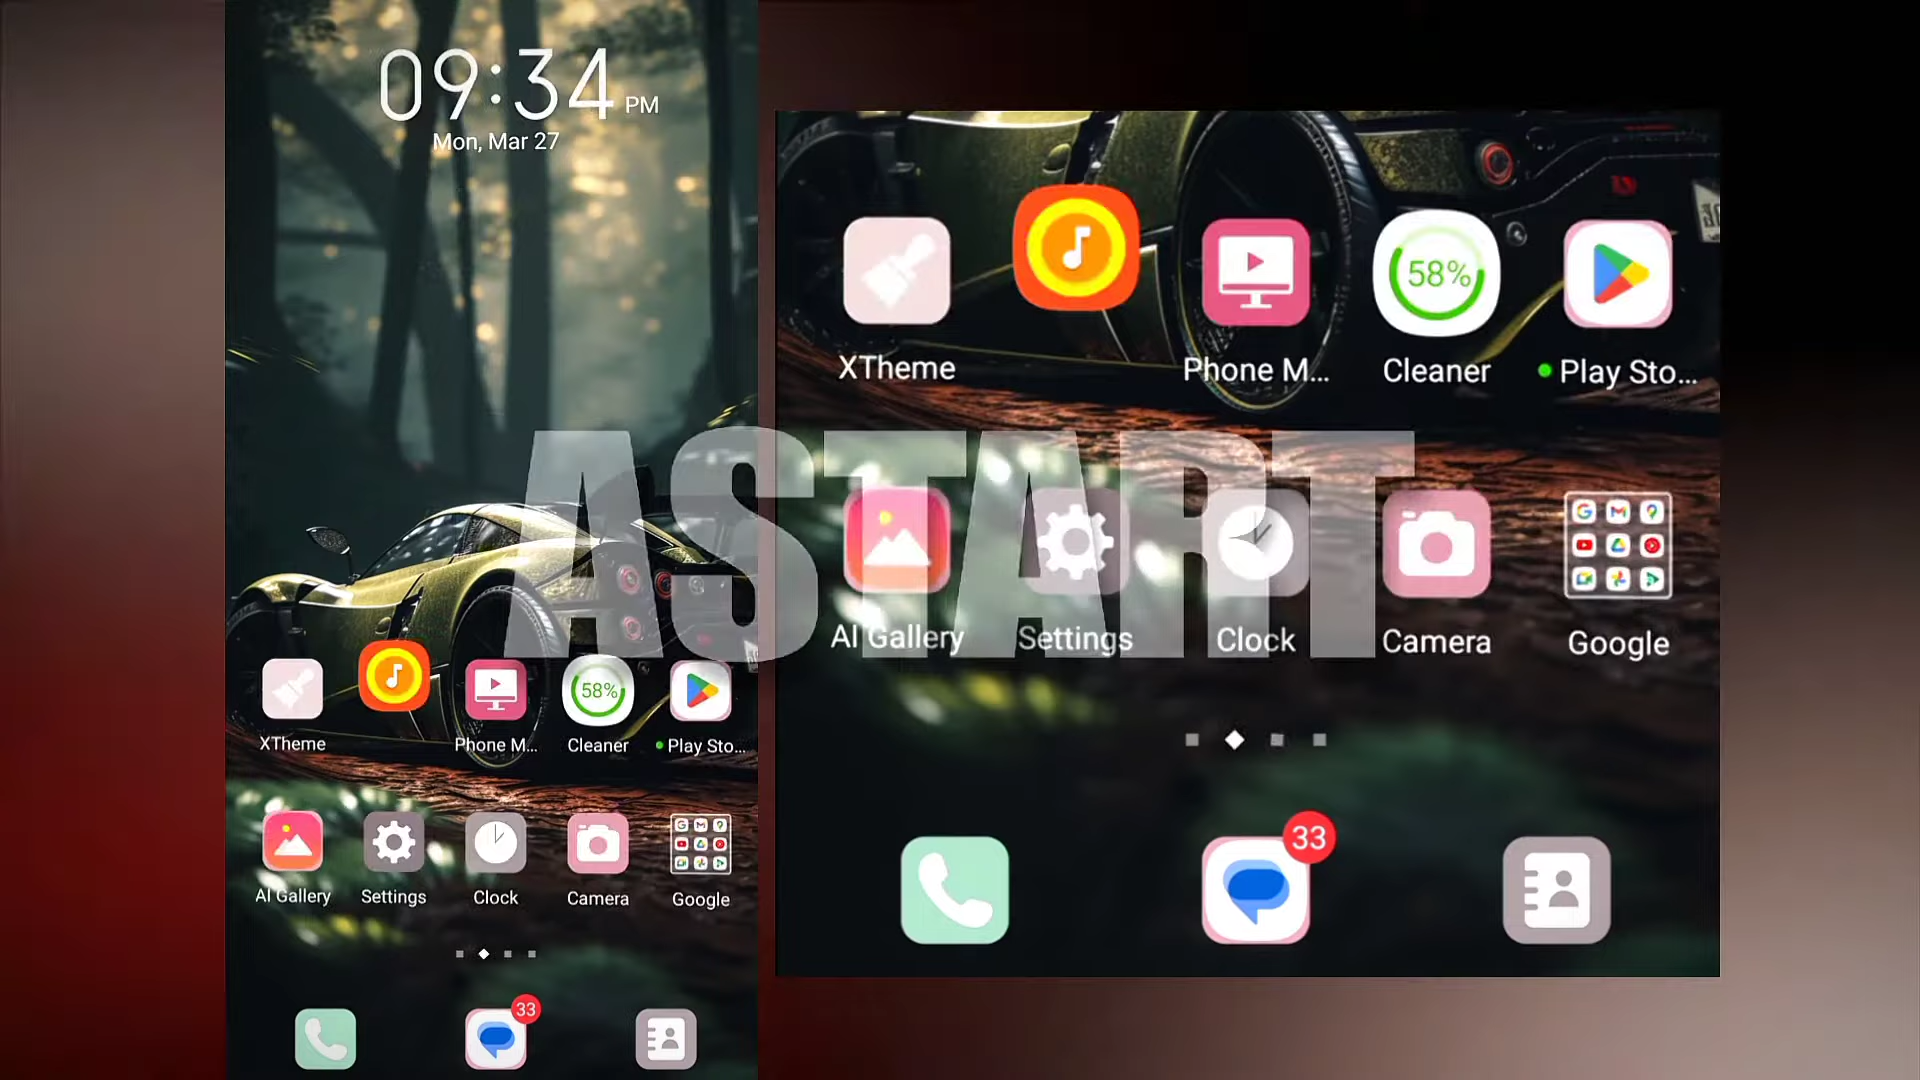 09:34 PM
Mon, Mar 27
XTheme
Phone M...
58%
Cleaner
Play Sto...
AI Gallery
Settings
Clock
Camera
Google
33
XTheme
Phone M...
58%
Cleaner
Play Sto...
ASTART
AI Gallery
Settings
Clock
Camera
Google
33